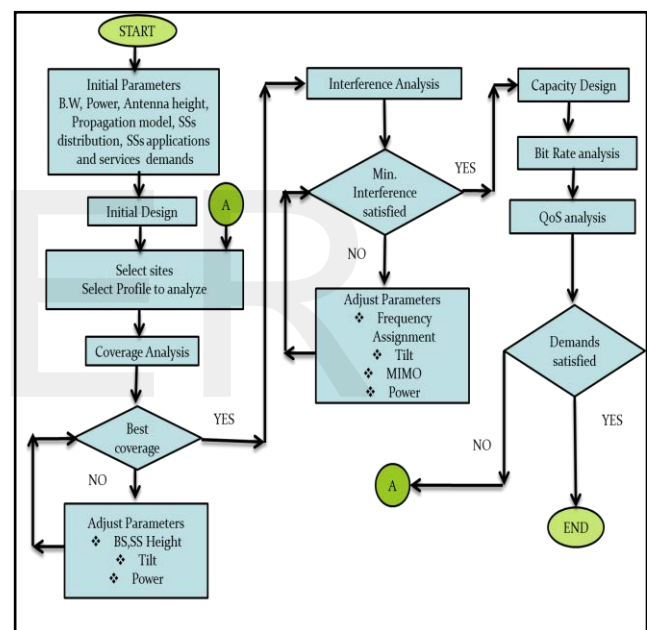 START
Initial Parameters
B.W, Power, Antenna height,
Propagation model, SSs
distribution, SSs applications
and services demands
Initial Design
A
Select sites
Select Profile to analyze
Coverage Analysis
Best
coverage
YES
NO
Adjust Parameters
❖ BS,SS Height
❖ Tilt
❖ Power
Interference Analysis
Min.
Interference
satisfied
YES
NO
Adjust Parameters
❖ Frequency
Assignment
❖ Tilt
❖ MIMO
❖ Power
Capacity Design
Bit Rate analysis
QoS analysis
Demands
satisfied
NO
YES
A
END
ER